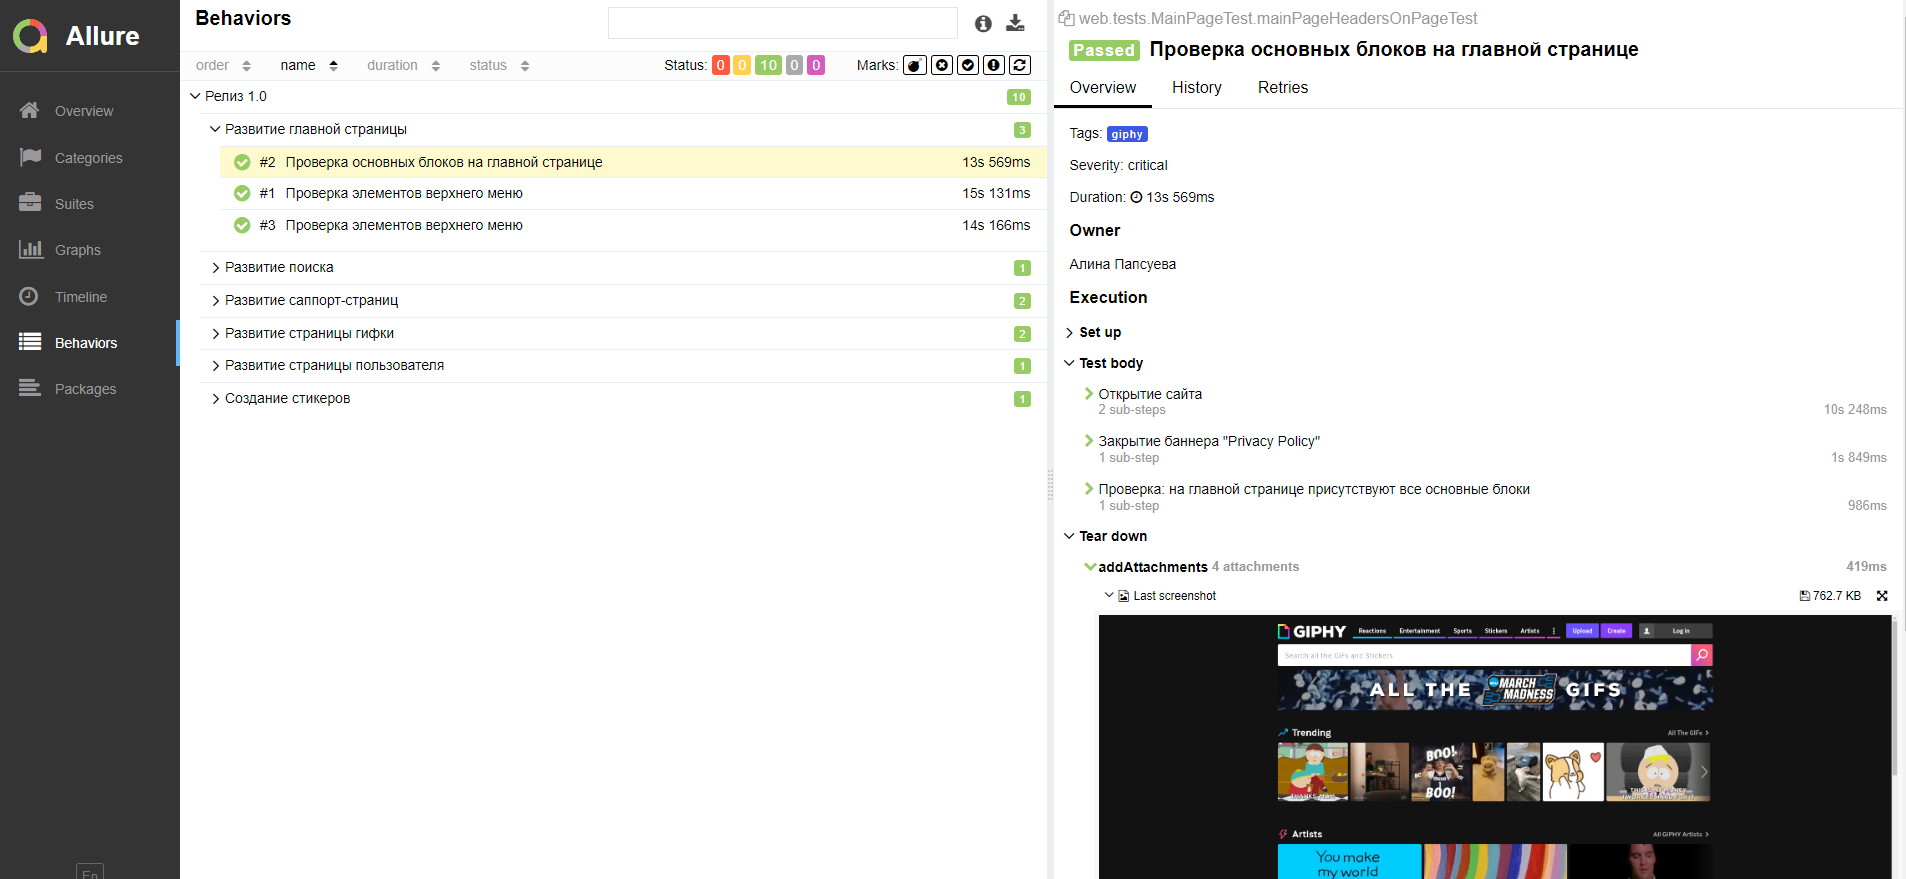 Allure
Overview
Categories
Suites
Graphs
Timeline
Behaviors
Packages
En
Behaviors
order name duration status Status: 0 0 10 0 0 Marks:
Релиз 1.0 10
Развитие главной страницы 3
#2 Проверка основных блоков на главной странице 13s 569ms
#1 Проверка элементов верхнего меню 15s 131ms
#3 Проверка элементов верхнего меню 14s 166ms
Развитие поиска 1
Развитие саппорт-страниц 2
Развитие страницы гифки 2
Развитие страницы пользователя 1
Создание стикеров 1
web.tests.MainPageTest.mainPageHeadersOnPageTest
Passed Проверка основных блоков на главной странице
Overview History Retries
Tags: giphy
Severity: critical
Duration: 13s 569ms
Owner
Алина Папсуева
Execution
Set up
Test body
Открытие сайта
2 sub-steps 10s 248ms
Закрытие баннера "Privacy Policy"
1 sub-step 1s 849ms
Проверка: на главной странице присутствуют все основные блоки
1 sub-step 986ms
Tear down
addAttachments 4 attachments 419ms
Last screenshot 762.7 KB
GIPHY Reactions Entertainment Sports Stickers Artists Upload Create Log in
Search all the GIFs and Stickers
ALL THE MARCH MADNESS GIFS
Trending All The GIFs
BOO!
BOO!
THANKS, MOM
Artists All GIPHY Artists
You make
my world